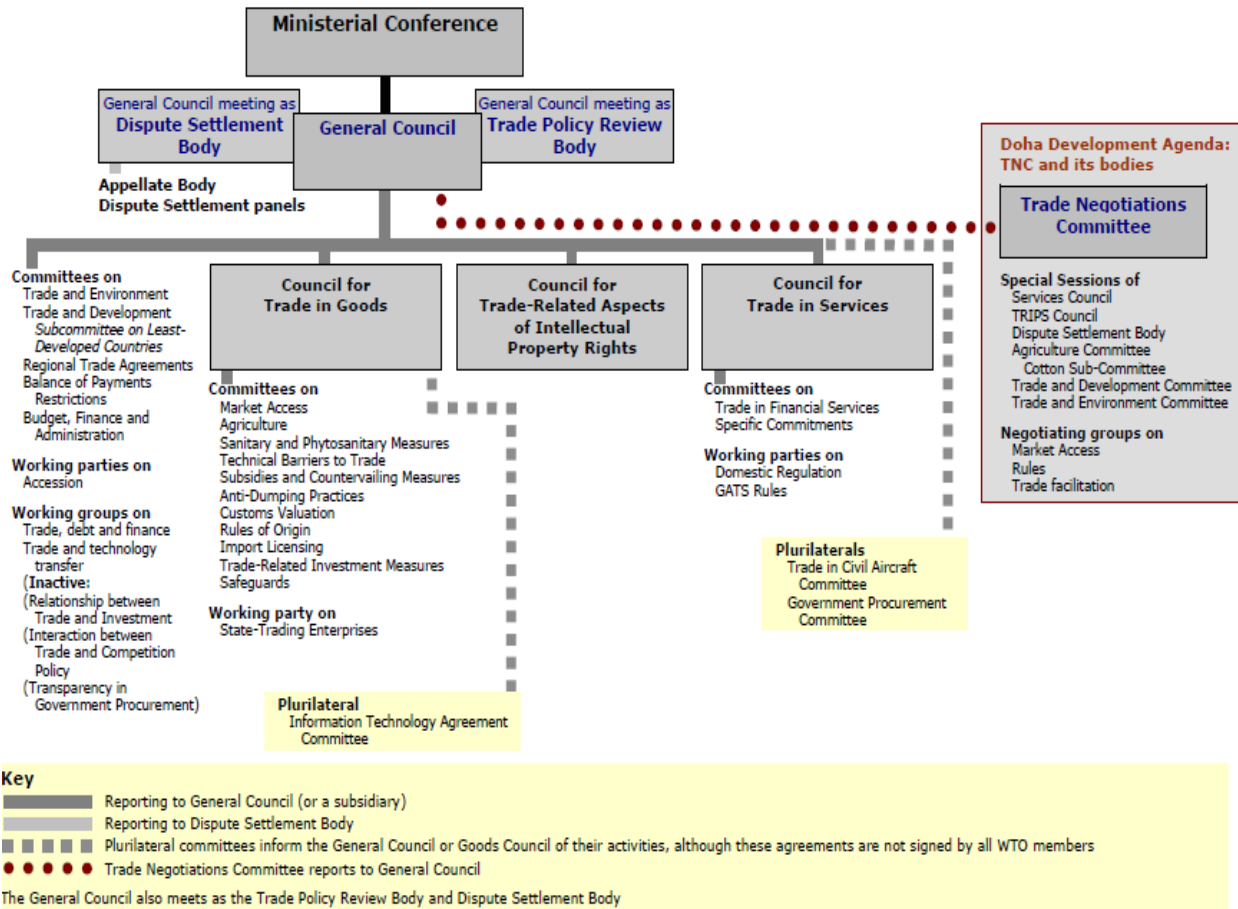 Ministerial Conference
General Council meeting as
Dispute Settlement
Body
General Council
General Council meeting as
Trade Policy Review
Body
Appellate Body
Dispute Settlement panels
Doha Development Agenda:
TNC and its bodies
Trade Negotiations
Committee
Special Sessions of
Services Council
TRIPS Council
Dispute Settlement Body
Agriculture Committee
Cotton Sub-Committee
Trade and Development Committee
Trade and Environment Committee
Negotiating groups on
Market Access
Rules
Trade facilitation
Committees on
Trade and Environment
Trade and Development
Subcommittee on Least-
Developed Countries
Regional Trade Agreements
Balance of Payments
Restrictions
Budget, Finance and
Administration
Working parties on
Accession
Working groups on
Trade, debt and finance
Trade and technology
transfer
(Inactive:
(Relationship between
Trade and Investment
(Interaction between
Trade and Competition
Policy
(Transparency in
Government Procurement)
Council for
Trade in Goods
Committees on
Market Access
Agriculture
Sanitary and Phytosanitary Measures
Technical Barriers to Trade
Subsidies and Countervailing Measures
Anti-Dumping Practices
Customs Valuation
Rules of Origin
Import Licensing
Trade-Related Investment Measures
Safeguards
Working party on
State-Trading Enterprises
Plurilateral
Information Technology Agreement
Committee
Council for
Trade-Related Aspects
of Intellectual
Property Rights
Council for
Trade in Services
Committees on
Trade in Financial Services
Specific Commitments
Working parties on
Domestic Regulation
GATS Rules
Plurilaterals
Trade in Civil Aircraft
Committee
Government Procurement
Committee
Key
Reporting to General Council (or a subsidiary)
Reporting to Dispute Settlement Body
Plurilateral committees inform the General Council or Goods Council of their activities, although these agreements are not signed by all WTO members
Trade Negotiations Committee reports to General Council
The General Council also meets as the Trade Policy Review Body and Dispute Settlement Body